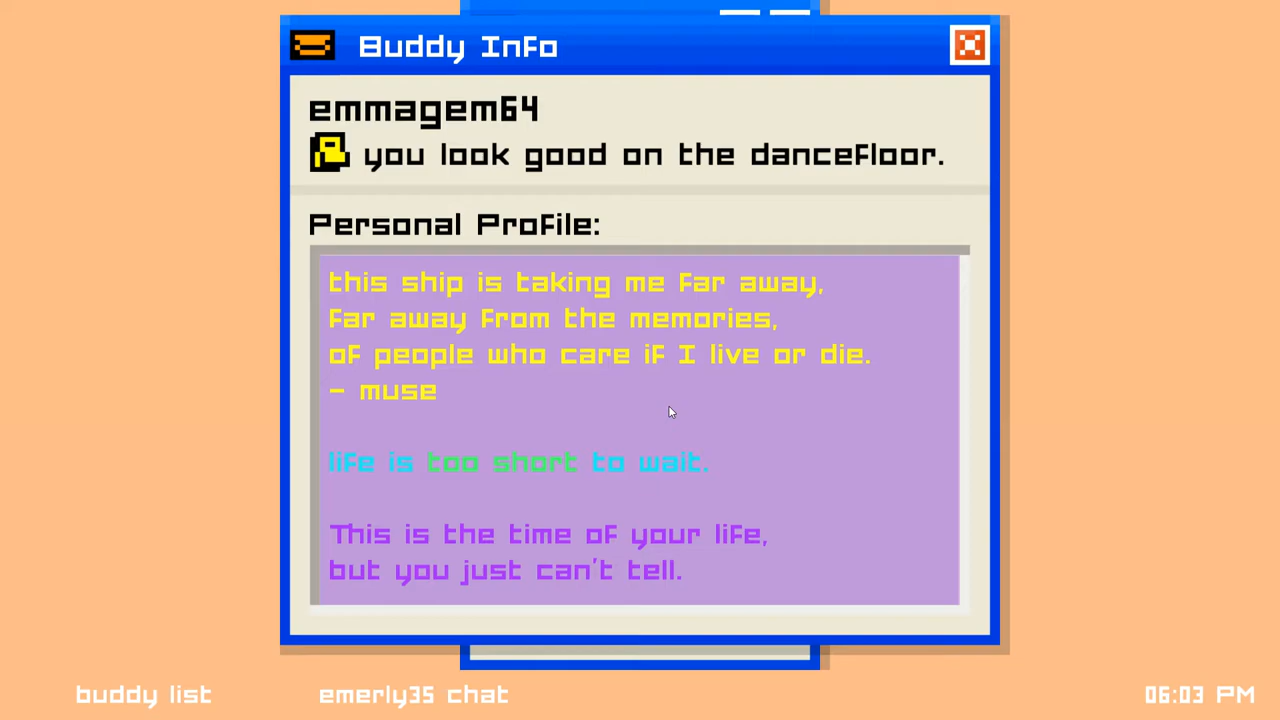 Buddy Info
emmagem64
you look good on the dancefloor.
Personal Profile:
this ship is taking me far away,
far away from the memories,
of people who care if I live or die.
- muse
life is too short to wait.
This is the time of your life,
but you just can't tell.
buddy list
emerly35 chat
06:03 PM